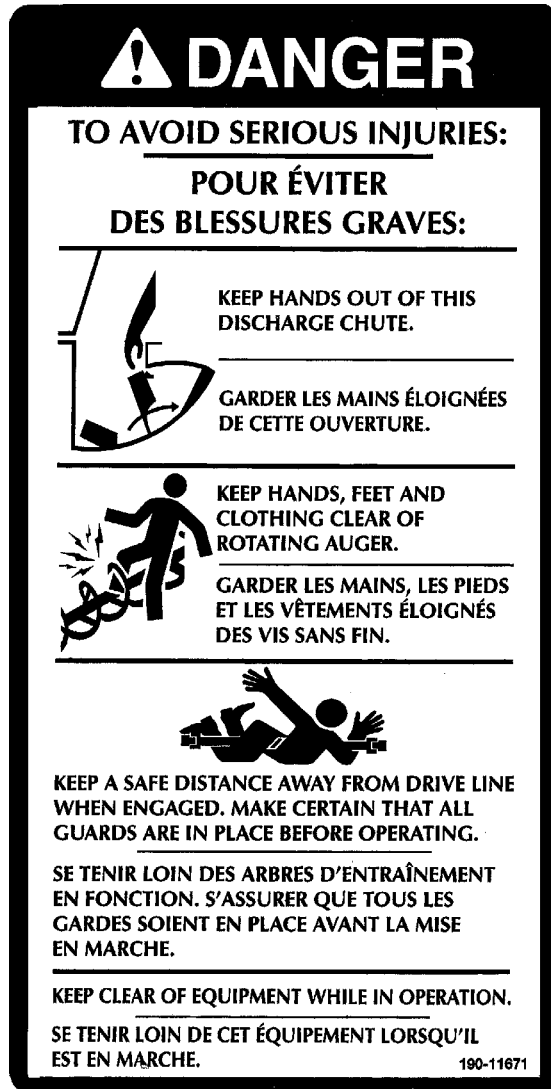 DANGER
TO AVOID SERIOUS INJURIES:
POUR ÉVITER
DES BLESSURES GRAVES:
KEEP HANDS OUT OF THIS
DISCHARGE CHUTE.
GARDER LES MAINS ÉLOIGNÉES
DE CETTE OUVERTURE.
KEEP HANDS, FEET AND
CLOTHING CLEAR OF
ROTATING AUGER.
GARDER LES MAINS, LES PIEDS
ET LES VÊTEMENTS ÉLOIGNÉS
DES VIS SANS FIN.
KEEP A SAFE DISTANCE AWAY FROM DRIVE LINE
WHEN ENGAGED. MAKE CERTAIN THAT ALL
GUARDS ARE IN PLACE BEFORE OPERATING.
SE TENIR LOIN DES ARBRES D'ENTRAÎNEMENT
EN FONCTION. S'ASSURER QUE TOUS LES
GARDES SOIENT EN PLACE AVANT LA MISE
EN MARCHE.
KEEP CLEAR OF EQUIPMENT WHILE IN OPERATION.
SE TENIR LOIN DE CET ÉQUIPEMENT LORSQU'IL
EST EN MARCHE.
190-11671